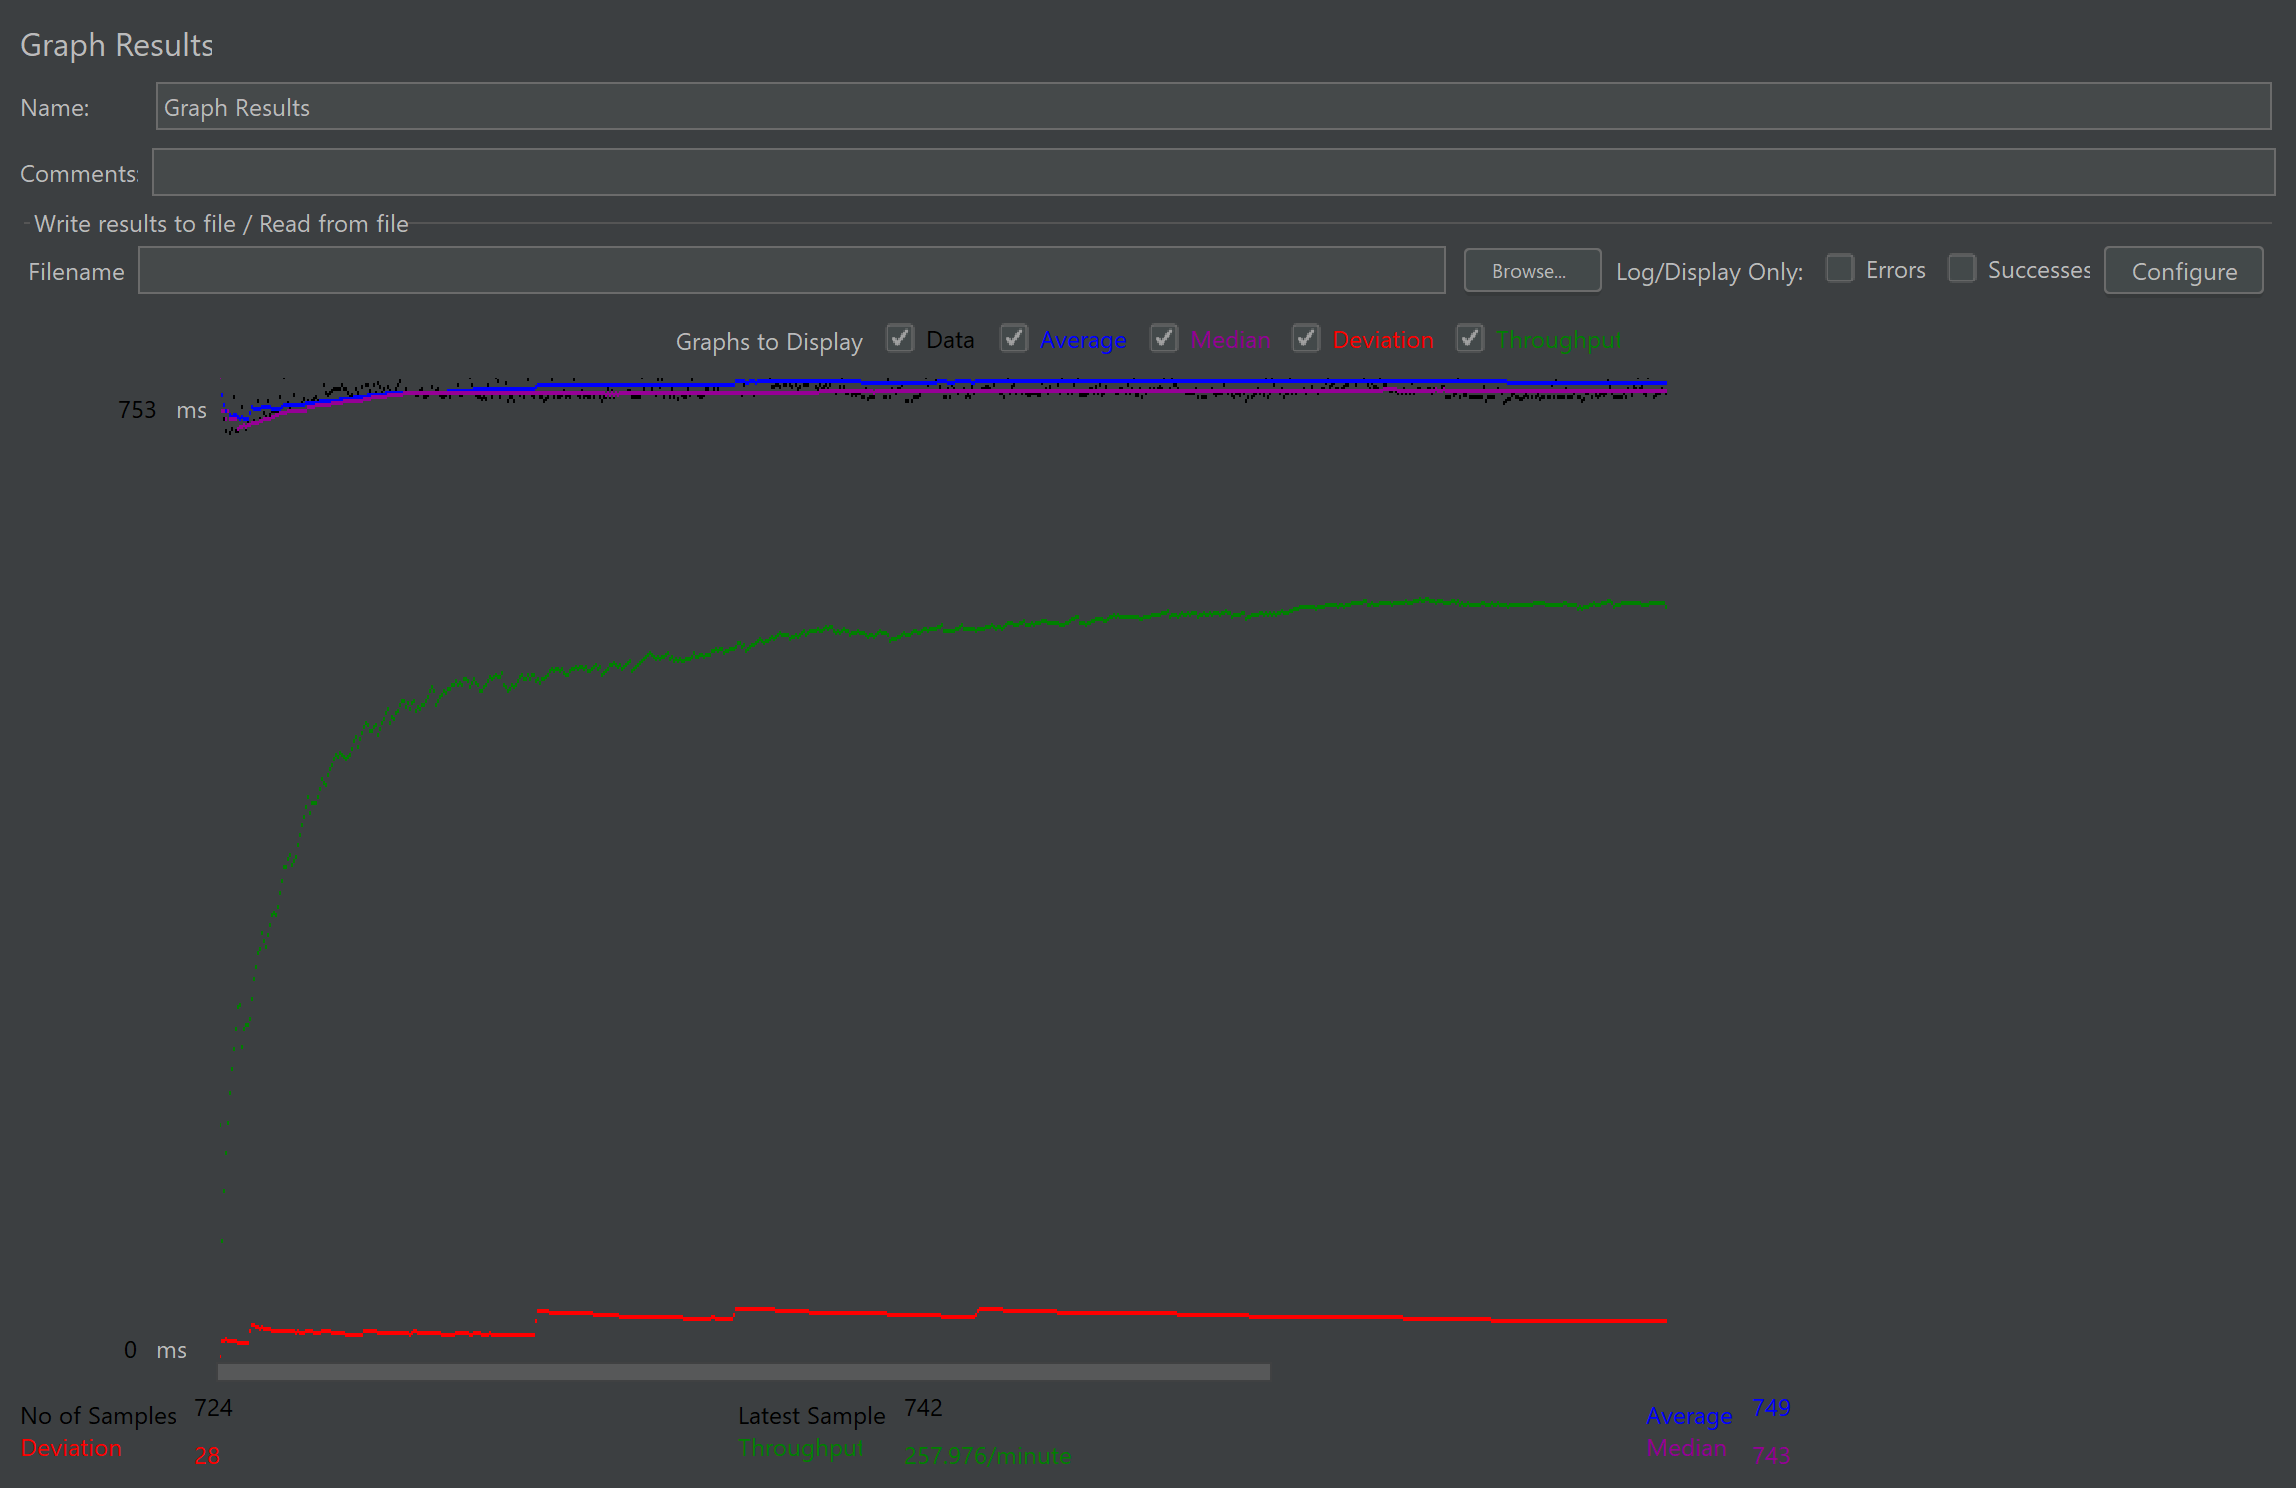 Graph Results
Name: Graph Results
Comments:
Write results to file / Read from file
Filename Browse... Log/Display Only: Errors Successes Configure
Graphs to Display Data Average Median Deviation Throughput
753 ms
0 ms
No of Samples 724 Latest Sample 742 Average 749
Deviation 28 Throughput 257.976/minute Median 743